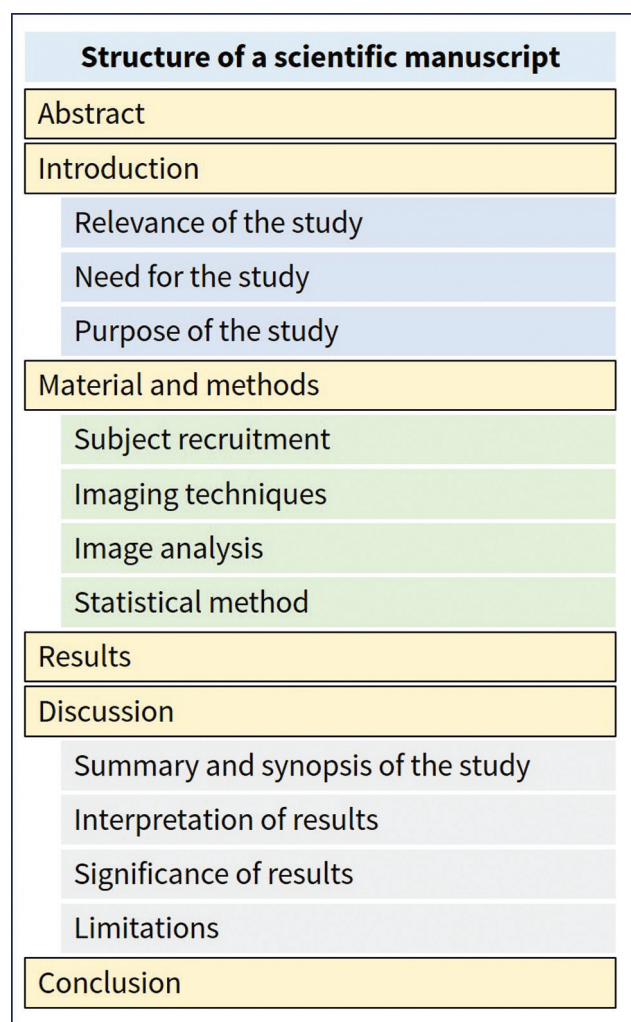 Structure of a scientific manuscript
Abstract
Introduction
Relevance of the study
Need for the study
Purpose of the study
Material and methods
Subject recruitment
Imaging techniques
Image analysis
Statistical method
Results
Discussion
Summary and synopsis of the study
Interpretation of results
Significance of results
Limitations
Conclusion